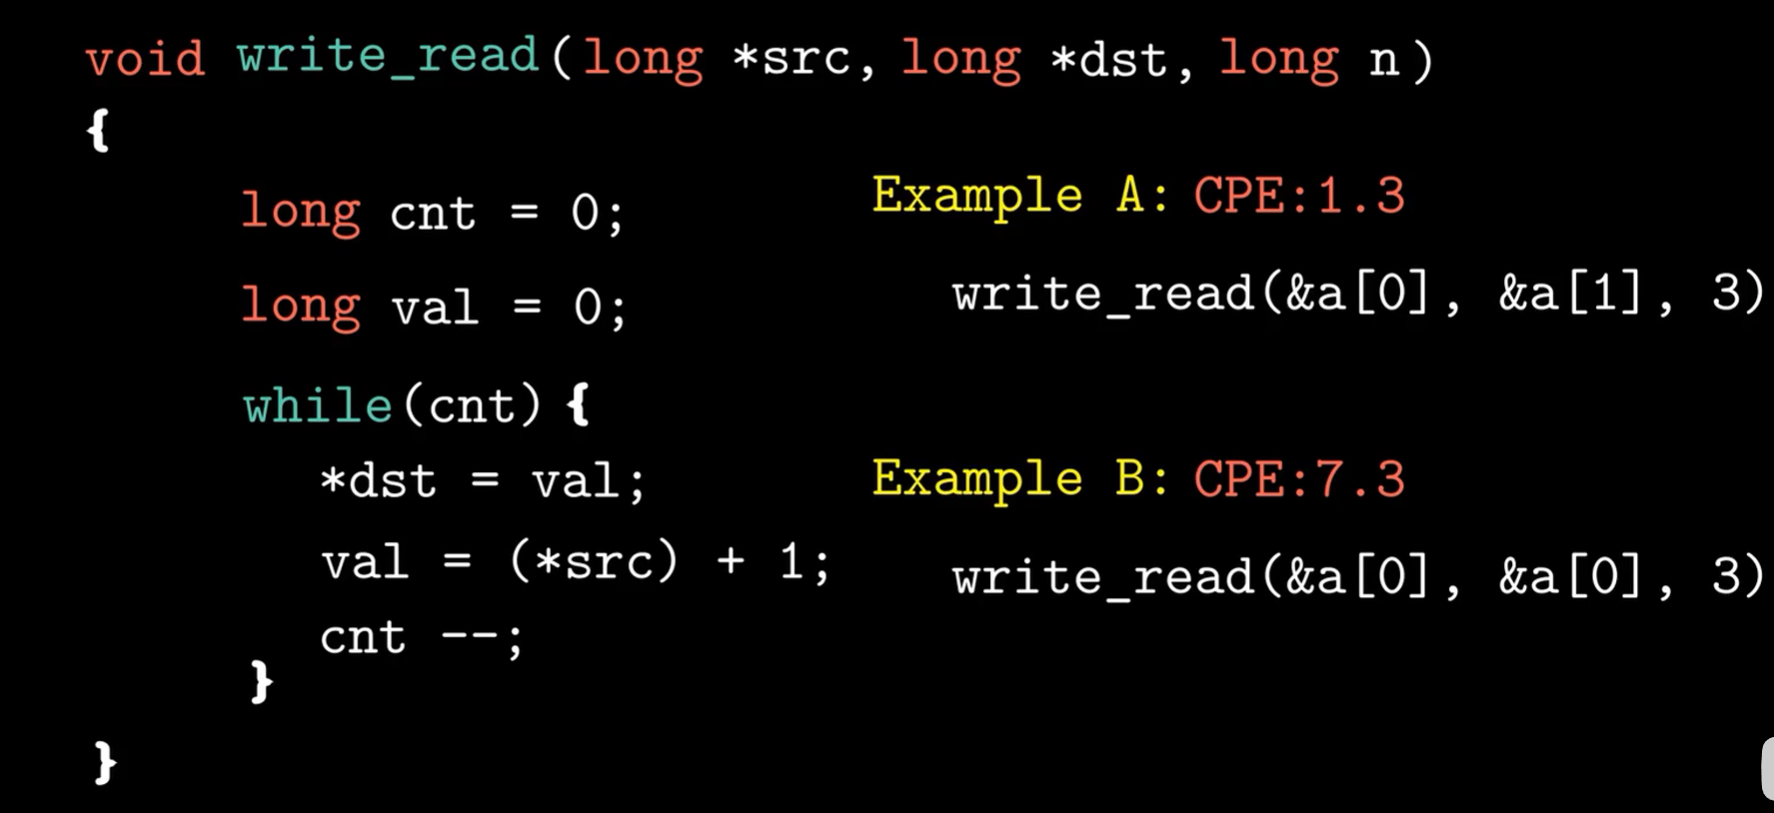 void write_read(long *src, long *dst, long n)
{
long cnt = 0;
long val = 0;
while(cnt) {
*dst = val;
val = (*src) + 1;
cnt --;
}
}
Example A: CPE:1.3
write_read(&a[0], &a[1], 3)
Example B: CPE:7.3
write_read(&a[0], &a[0], 3)